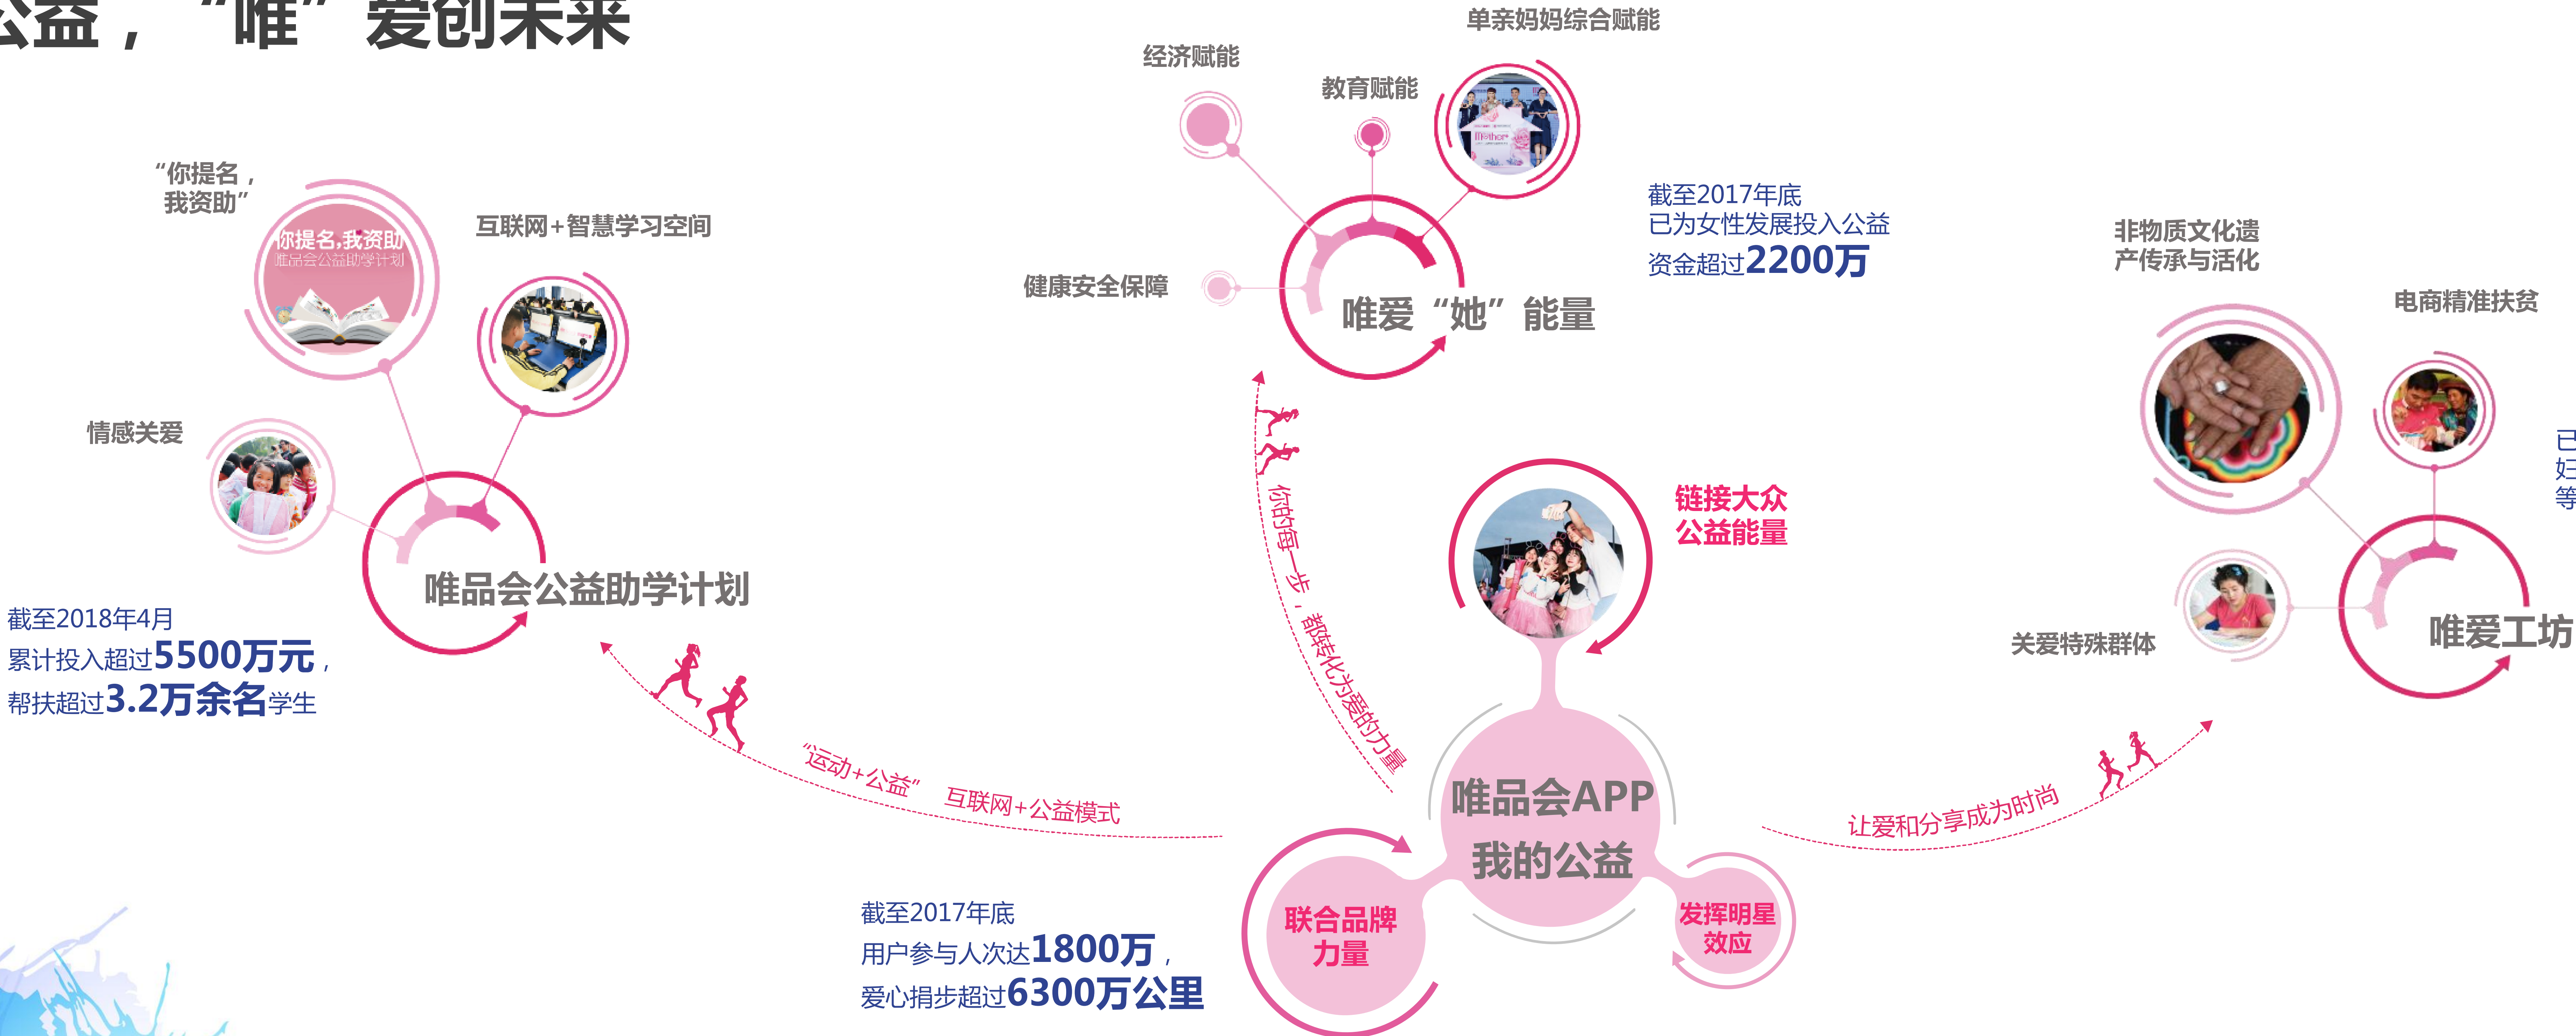 公益，“唯”爱创未来
“你提名，
我资助”
你提名,我资助
唯品会公益助学计划
互联网+智慧学习空间
情感关爱
唯品会公益助学计划
截至2018年4月
累计投入超过5500万元，
帮扶超过3.2万余名学生
“运动+公益” 互联网+公益模式
经济赋能
教育赋能
单亲妈妈综合赋能
Mother+
健康安全保障
唯爱“她”能量
截至2017年底
已为女性发展投入公益
资金超过2200万
你的每一步，都转化为爱的力量
链接大众
公益能量
唯品会APP
我的公益
联合品牌
力量
发挥明星
效应
截至2017年底
用户参与人次达1800万，
爱心捐步超过6300万公里
让爱和分享成为时尚
非物质文化遗
产传承与活化
电商精准扶贫
关爱特殊群体
唯爱工坊
已
妇
等